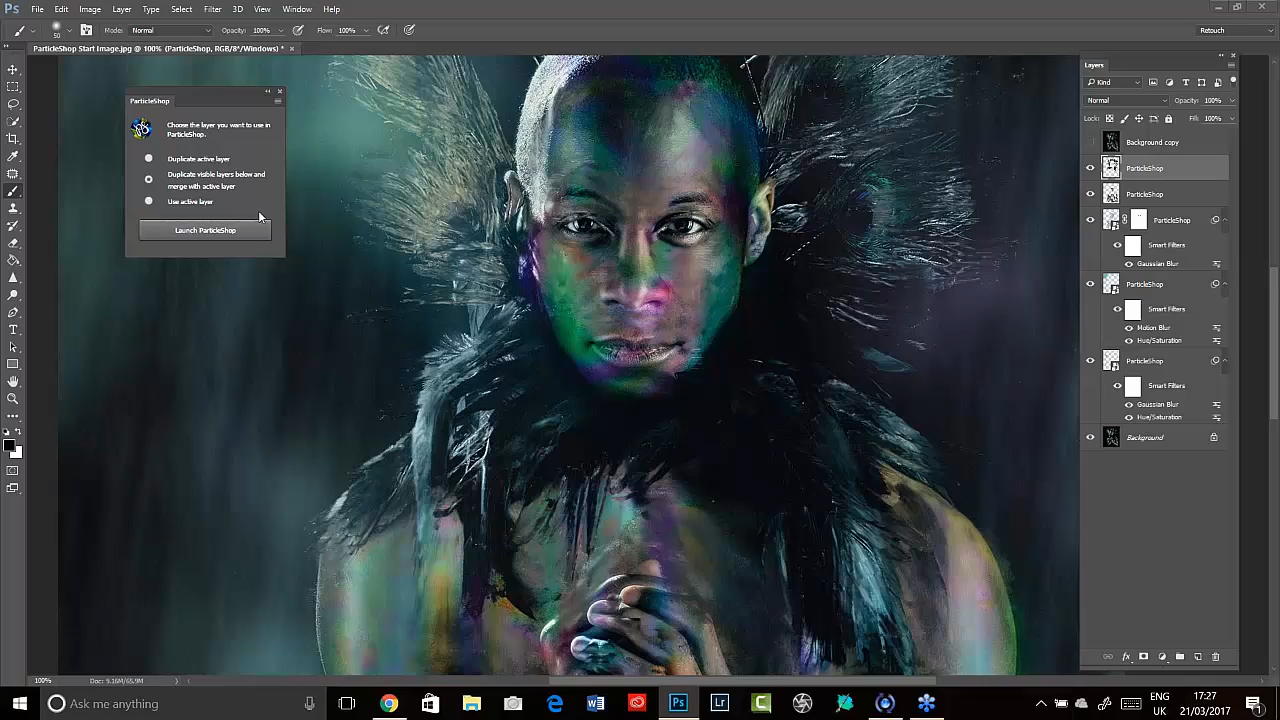 Ps File Edit Image Layer Type Select Filter 3D View Window Help
50 Mode: Normal Opacity: 100% Flow: 100% Retouch
ParticleShop Start Image.jpg @ 100% (ParticleShop, RGB/8*/Windows) * ×
ParticleShop
Choose the layer you want to use in
ParticleShop.
Duplicate active layer
Duplicate visible layers below and
merge with active layer
Use active layer
Launch ParticleShop
Layers
Kind
Normal Opacity: 100%
Lock: Fill: 100%
Background copy
ParticleShop
ParticleShop
ParticleShop
Smart Filters
Gaussian Blur
ParticleShop
Smart Filters
Motion Blur
Hue/Saturation
ParticleShop
Smart Filters
Gaussian Blur
Hue/Saturation
Background
fx
100% Doc: 9.16M/65.9M
Ask me anything
Ps Lr
ENG 17:27
UK 21/03/2017
1